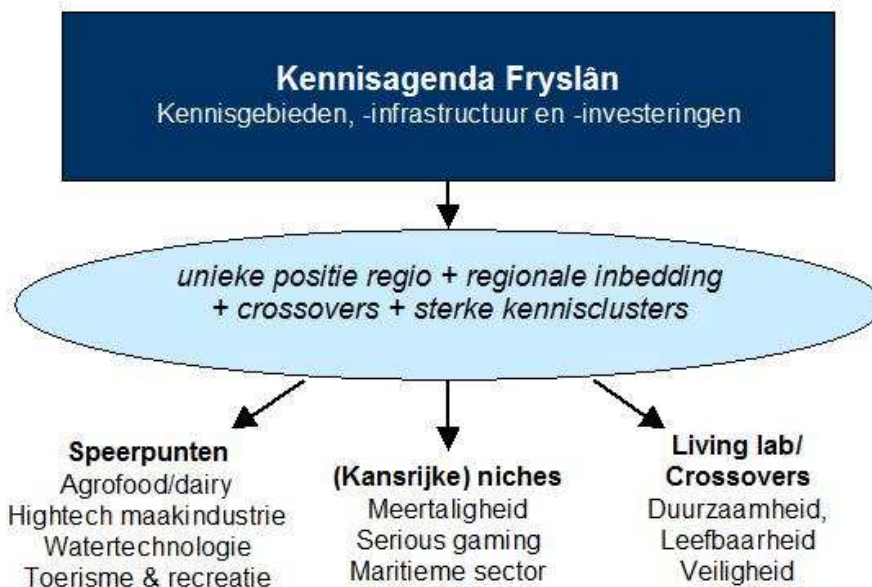 Kennisagenda Fryslân
Kennisgebieden, -infrastructuur en -investeringen
unieke positie regio + regionale inbedding
+ crossovers + sterke kennisclusters
Speerpunten
Agrofood/dairy
Hightech maakindustrie
Watertechnologie
Toerisme & recreatie
(Kansrijke) niches
Meertaligheid
Serious gaming
Maritieme sector
Living lab/
Crossovers
Duurzaamheid,
Leefbaarheid
Veiligheid